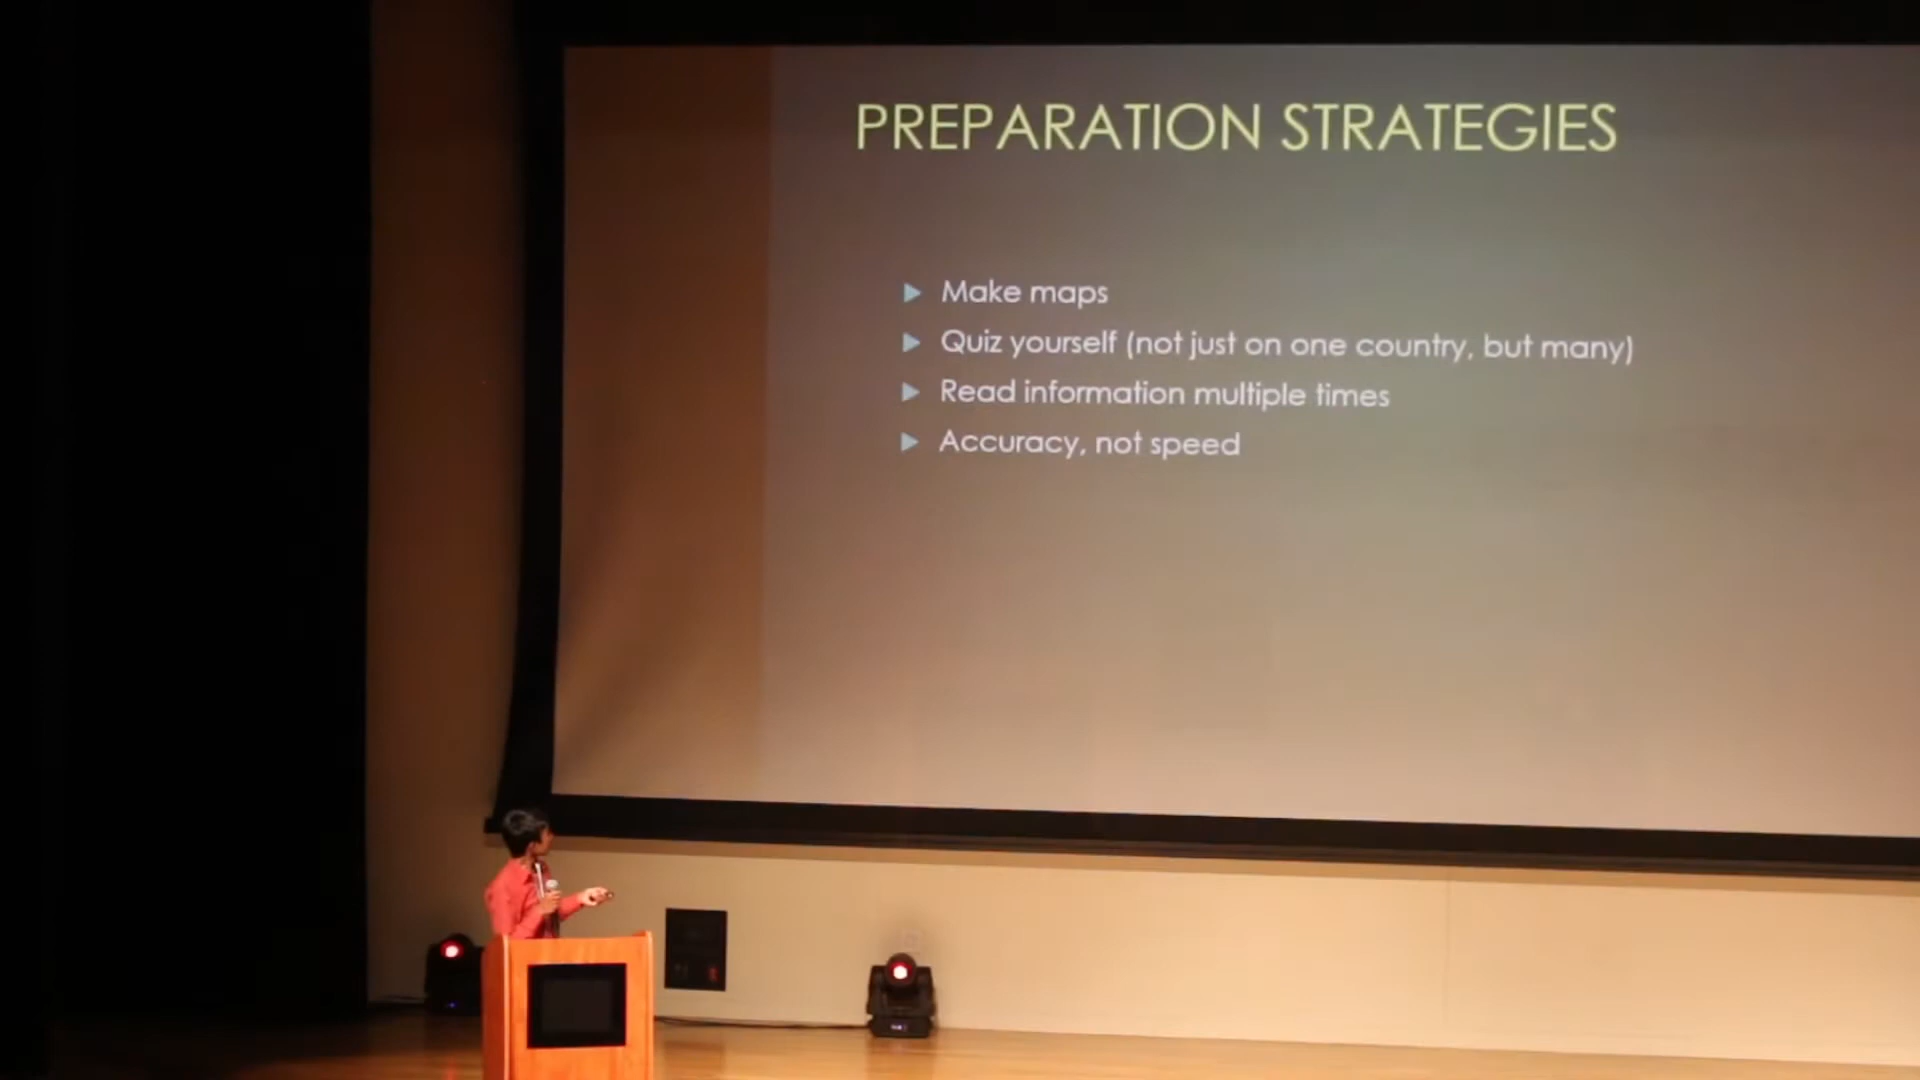 PREPARATION STRATEGIES
Make maps
Quiz yourself (not just on one country, but many)
Read information multiple times
Accuracy, not speed